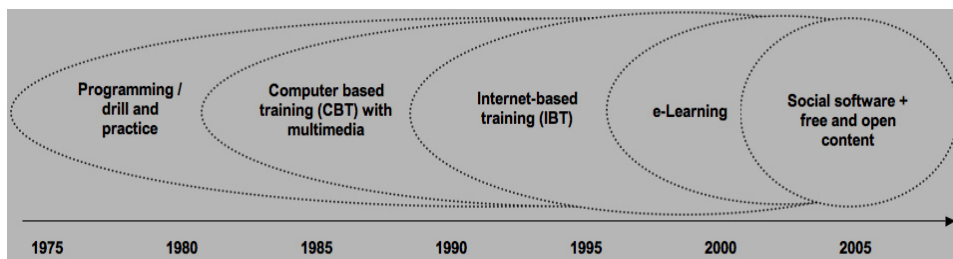 Programming /
drill and
practice
Computer based
training (CBT) with
multimedia
Internet-based
training (IBT)
e-Learning
Social software +
free and open
content
1975 1980 1985 1990 1995 2000 2005